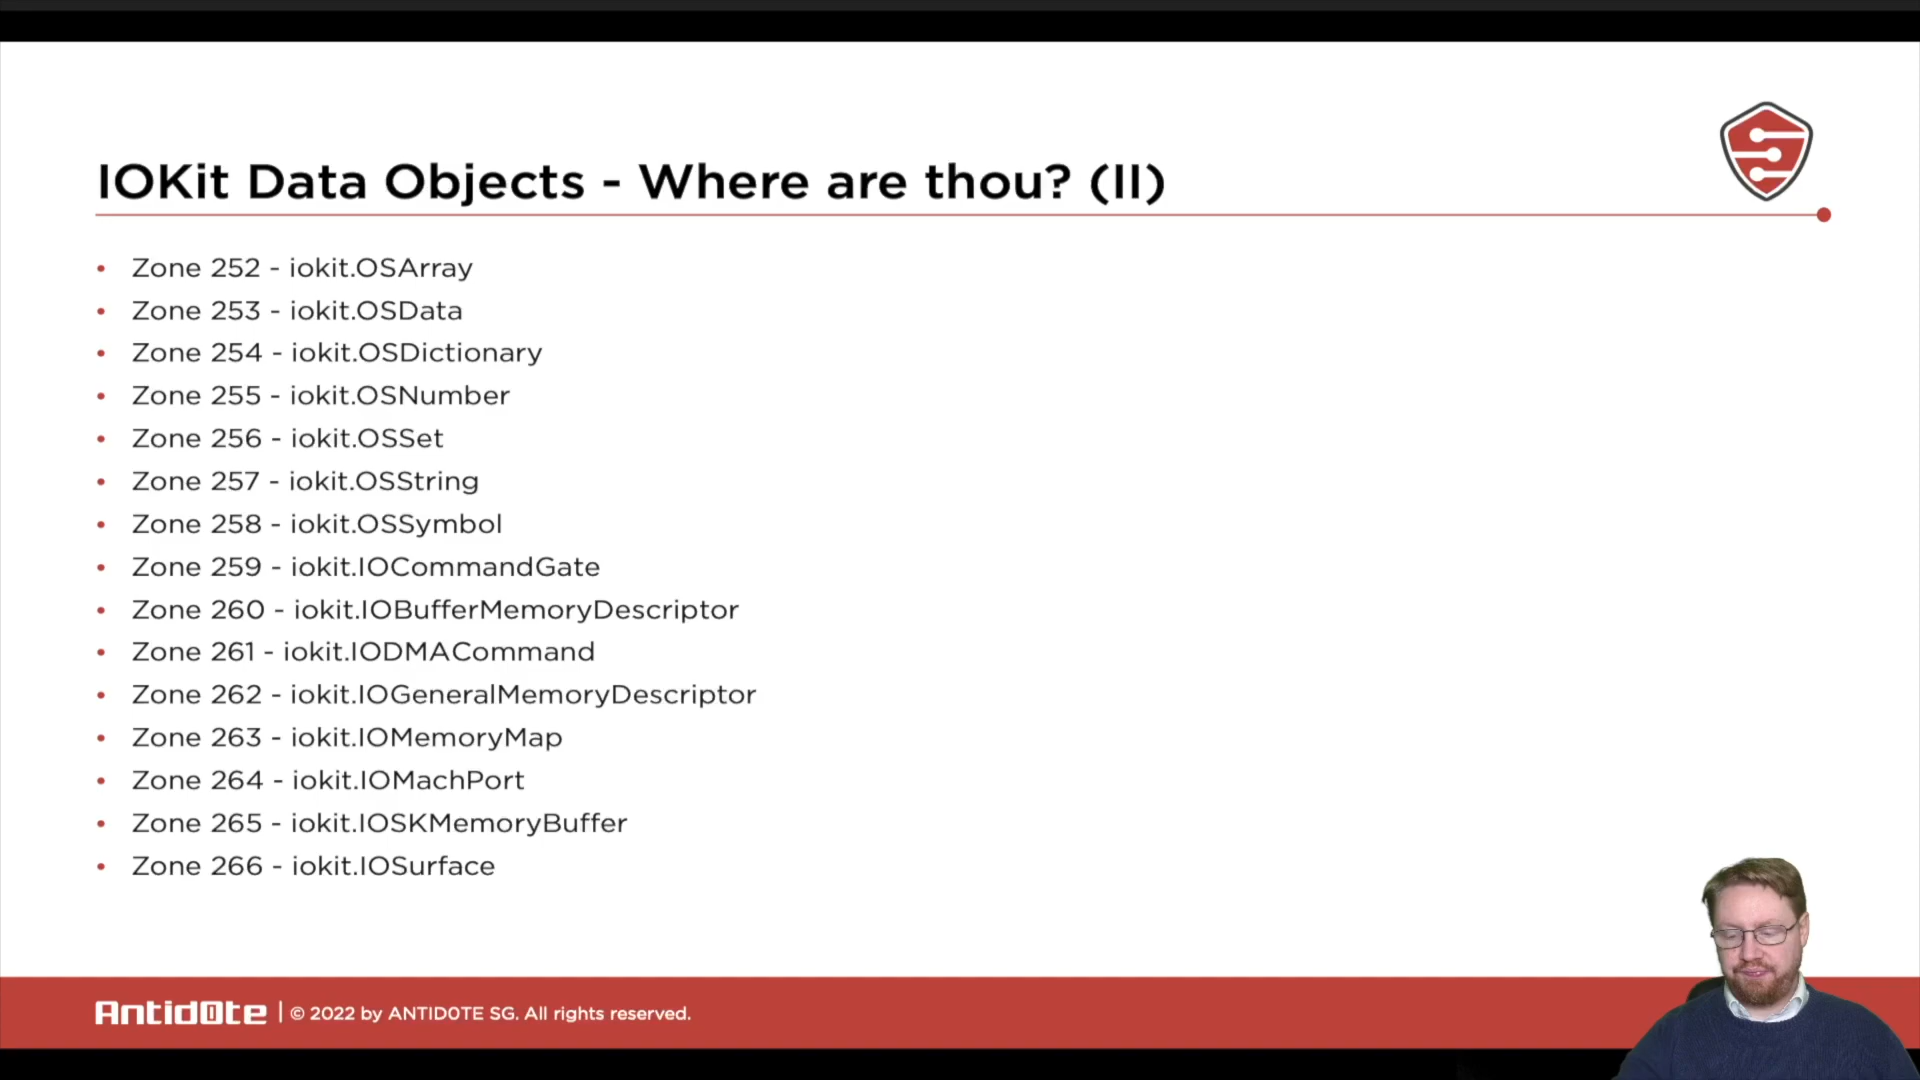 IOKit Data Objects - Where are thou? (II)
• Zone 252 - iokit.OSArray
• Zone 253 - iokit.OSData
• Zone 254 - iokit.OSDictionary
• Zone 255 - iokit.OSNumber
• Zone 256 - iokit.OSSet
• Zone 257 - iokit.OSString
• Zone 258 - iokit.OSSymbol
• Zone 259 - iokit.IOCommandGate
• Zone 260 - iokit.IOBufferMemoryDescriptor
• Zone 261 - iokit.IODMACommand
• Zone 262 - iokit.IOGeneralMemoryDescriptor
• Zone 263 - iokit.IOMemoryMap
• Zone 264 - iokit.IOMachPort
• Zone 265 - iokit.IOSKMemoryBuffer
• Zone 266 - iokit.IOSurface
Antid0te | © 2022 by ANTID0TE SG. All rights reserved.